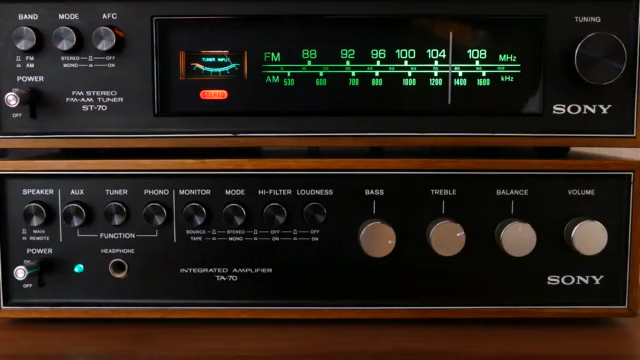 BAND MODE AFC
FM
AM
STEREO OFF
MONO ON
POWER
ON
OFF
FM STEREO
FM-AM TUNER
ST-70
TUNER INPUT
STEREO
FM 88 92 96 100 104 108 MHz
AM 530 600 700 800 1000 1200 1400 1600 kHz
TUNING
SONY
SPEAKER AUX TUNER PHONO MONITOR MODE HI-FILTER LOUDNESS
MAIN
REMOTE
FUNCTION
SOURCE STEREO OFF OFF
TAPE MONO ON ON
BASS TREBLE BALANCE VOLUME
POWER
ON
OFF
HEADPHONE
INTEGRATED AMPLIFIER
TA-70
SONY